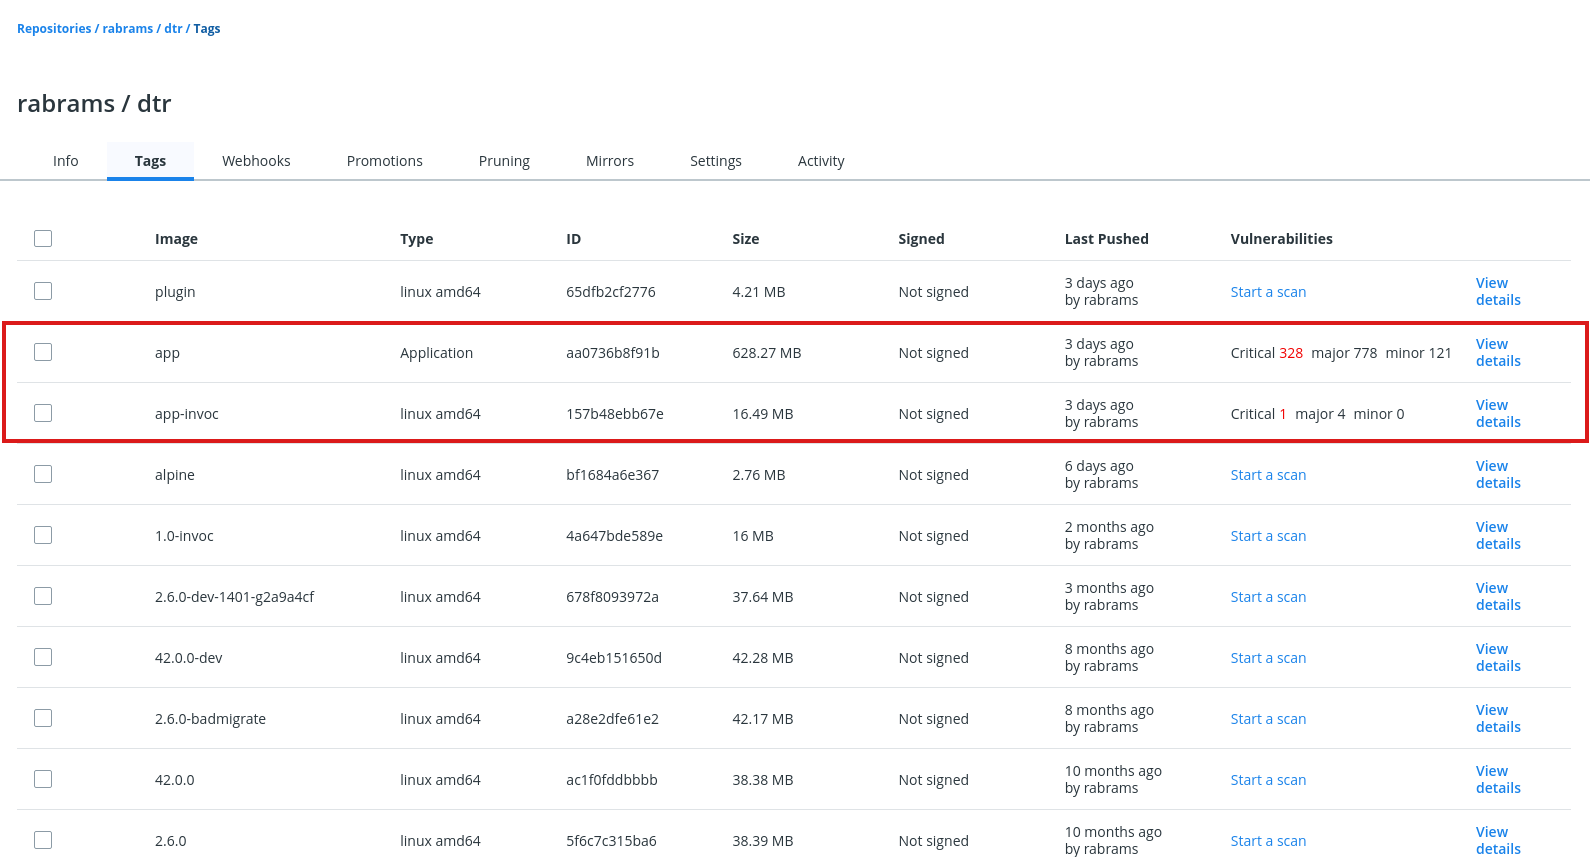 Repositories / rabrams / dtr / Tags
rabrams / dtr
Info Tags Webhooks Promotions Pruning Mirrors Settings Activity
Image Type ID Size Signed Last Pushed Vulnerabilities
plugin linux amd64 65dfb2cf2776 4.21 MB Not signed 3 days ago by rabrams Start a scan View details
app Application aa0736b8f91b 628.27 MB Not signed 3 days ago by rabrams Critical 328 major 778 minor 121 View details
app-invoc linux amd64 157b48ebb67e 16.49 MB Not signed 3 days ago by rabrams Critical 1 major 4 minor 0 View details
alpine linux amd64 bf1684a6e367 2.76 MB Not signed 6 days ago by rabrams Start a scan View details
1.0-invoc linux amd64 4a647bde589e 16 MB Not signed 2 months ago by rabrams Start a scan View details
2.6.0-dev-1401-g2a9a4cf linux amd64 678f8093972a 37.64 MB Not signed 3 months ago by rabrams Start a scan View details
42.0.0-dev linux amd64 9c4eb151650d 42.28 MB Not signed 8 months ago by rabrams Start a scan View details
2.6.0-badmigrate linux amd64 a28e2dfe61e2 42.17 MB Not signed 8 months ago by rabrams Start a scan View details
42.0.0 linux amd64 ac1f0fddbbbb 38.38 MB Not signed 10 months ago by rabrams Start a scan View details
2.6.0 linux amd64 5f6c7c315ba6 38.39 MB Not signed 10 months ago by rabrams Start a scan View details